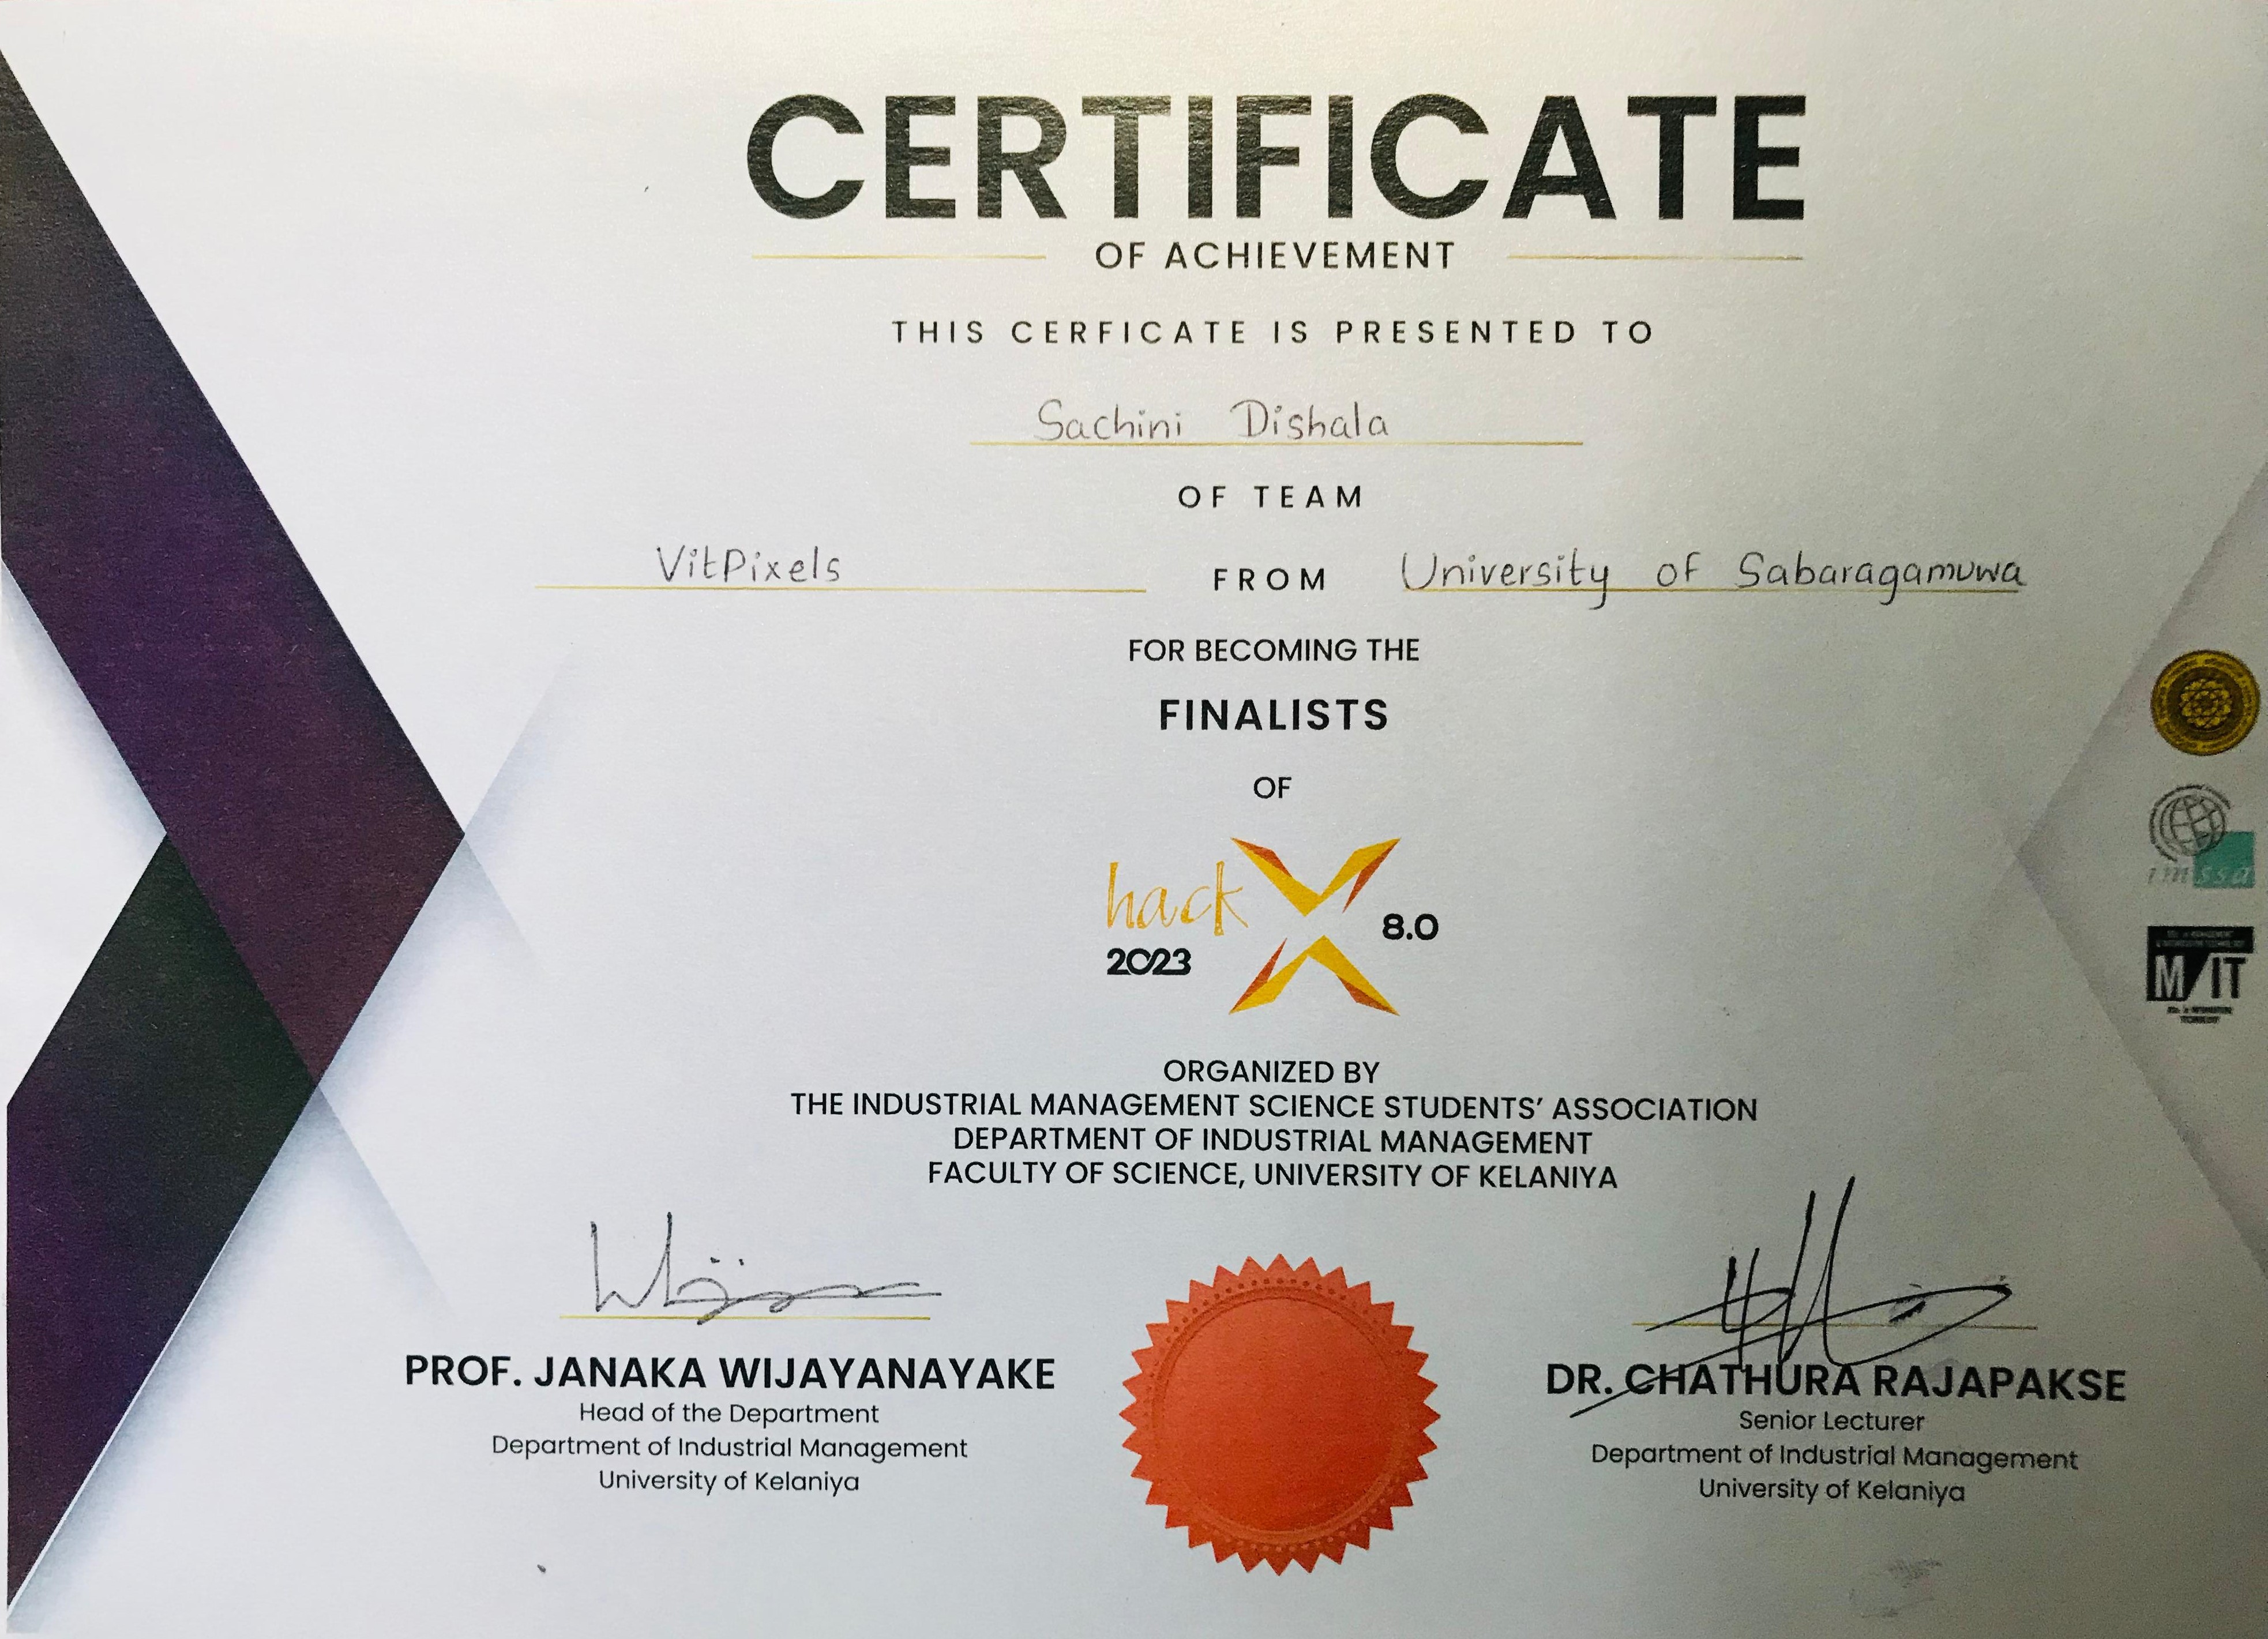 CERTIFICATE
OF ACHIEVEMENT
THIS CERFICATE IS PRESENTED TO
Sachini Dishala
OF TEAM
VitPixels FROM University of Sabaragamuwa
FOR BECOMING THE
FINALISTS
OF
hack X 8.0
2023
imssa
M/IT
ORGANIZED BY
THE INDUSTRIAL MANAGEMENT SCIENCE STUDENTS' ASSOCIATION
DEPARTMENT OF INDUSTRIAL MANAGEMENT
FACULTY OF SCIENCE, UNIVERSITY OF KELANIYA
PROF. JANAKA WIJAYANAYAKE
Head of the Department
Department of Industrial Management
University of Kelaniya
DR. CHATHURA RAJAPAKSE
Senior Lecturer
Department of Industrial Management
University of Kelaniya